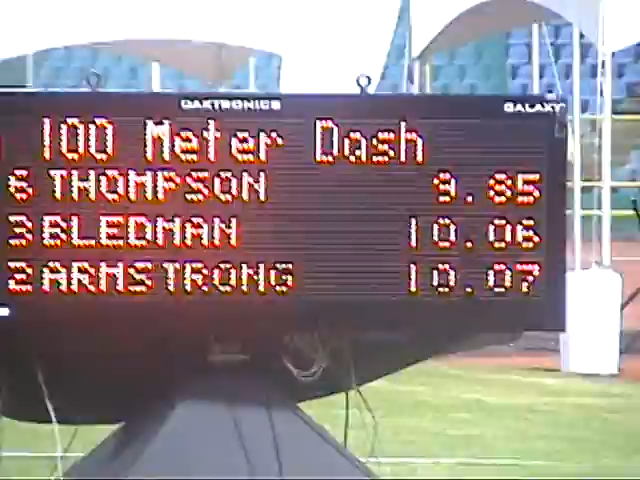 DAKTRONICS GALAXY
100 Meter Dash
6 THOMPSON 9.85
3 BLEDMAN 10.06
2 ARMSTRONG 10.07